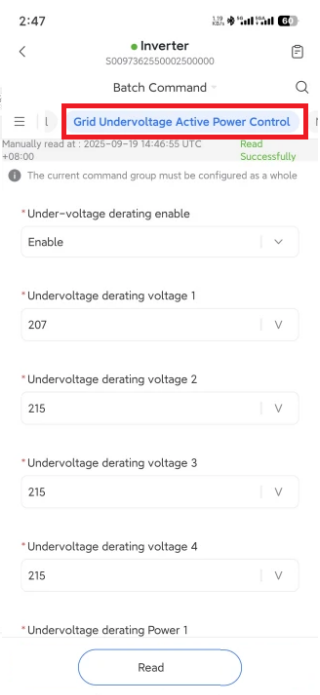 2:47
60
Inverter
S0097362550002500000
Batch Command
Grid Undervoltage Active Power Control
Manually read at : 2025-09-19 14:46:55 UTC +08:00
Read Successfully
The current command group must be configured as a whole
* Under-voltage derating enable
Enable
* Undervoltage derating voltage 1
207 V
* Undervoltage derating voltage 2
215 V
* Undervoltage derating voltage 3
215 V
* Undervoltage derating voltage 4
215 V
* Undervoltage derating Power 1
Read